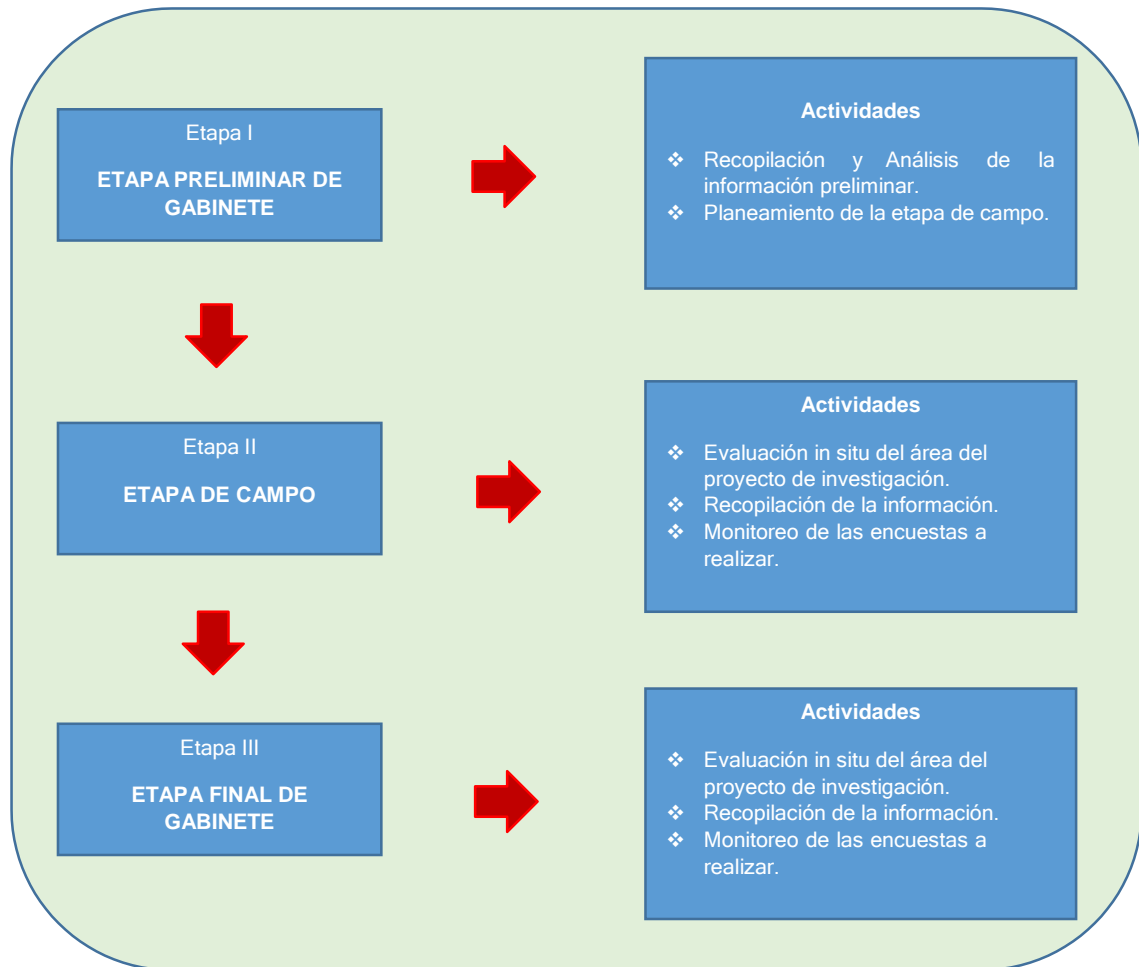 Etapa I
ETAPA PRELIMINAR DE
GABINETE
Actividades
❖ Recopilación y Análisis de la
información preliminar.
❖ Planeamiento de la etapa de campo.
Etapa II
ETAPA DE CAMPO
Actividades
❖ Evaluación in situ del área del
proyecto de investigación.
❖ Recopilación de la información.
❖ Monitoreo de las encuestas a
realizar.
Etapa III
ETAPA FINAL DE
GABINETE
Actividades
❖ Evaluación in situ del área del
proyecto de investigación.
❖ Recopilación de la información.
❖ Monitoreo de las encuestas a
realizar.